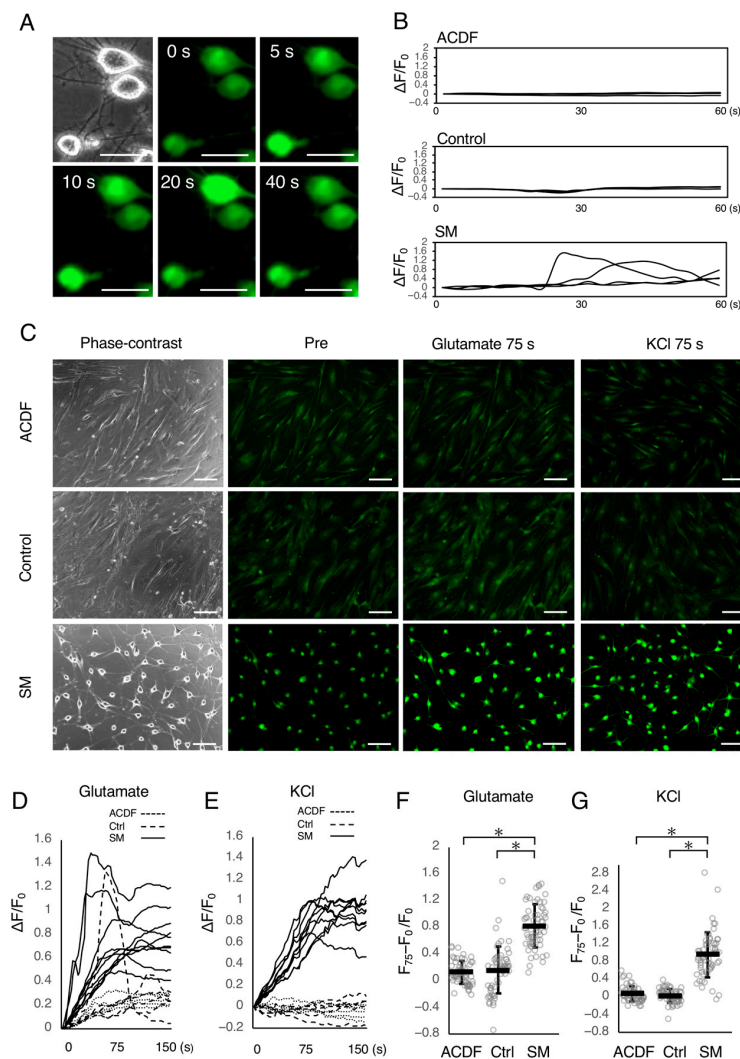 A
0 s
5 s
10 s
20 s
40 s
B
ACDF
ΔF/F0
2
1.2
0.8
0.4
−0.4
0
30
60 (s)
Control
ΔF/F0
2
1.2
0.8
0.4
−0.4
0
30
60 (s)
SM
ΔF/F0
2
1.2
0.8
0.4
−0.4
0
30
60 (s)
C
Phase-contrast
Pre
Glutamate 75 s
KCl 75 s
ACDF
Control
SM
D
Glutamate
ACDF
Ctrl
SM
ΔF/F0
1.6
1.4
1.2
1
0.8
0.6
0.4
0.2
0
0
75
150 (s)
E
KCl
ACDF
Ctrl
SM
ΔF/F0
1.6
1.4
1.2
1
0.8
0.6
0.4
0.2
0
−0.2
0
75
150 (s)
F
Glutamate
*
*
F75−F0/F0
2
1.6
1.2
0.8
0.4
0
−0.4
−0.8
ACDF Ctrl SM
G
KCl
*
*
F75−F0/F0
2.8
2.4
2.0
1.6
1.2
0.8
0.4
0
−0.4
−0.8
ACDF Ctrl SM